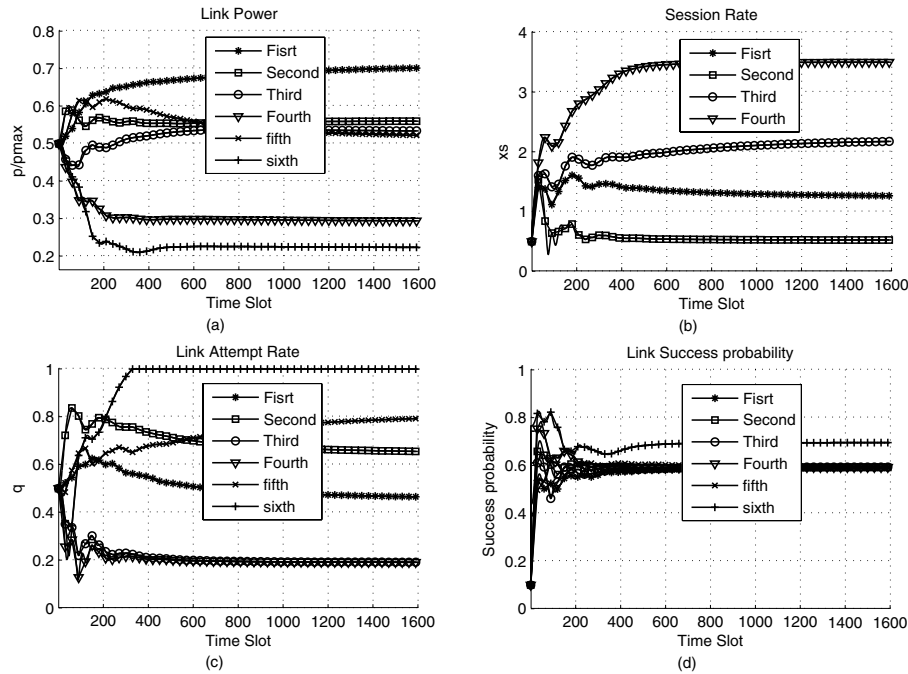 Link Power
0.8
0.7
0.6
0.5
0.4
0.3
0.2
p/pmax
Fisrt
Second
Third
Fourth
fifth
sixth
200 400 600 800 1000 1200 1400 1600
Time Slot
(a)
Session Rate
4
3
2
1
0
xs
Fisrt
Second
Third
Fourth
0 200 400 600 800 1000 1200 1400 1600
Time Slot
(b)
Link Attempt Rate
1
0.8
0.6
0.4
0.2
0
q
Fisrt
Second
Third
Fourth
fifth
sixth
200 400 600 800 1000 1200 1400 1600
Time Slot
(c)
Link Success probability
1
0.8
0.6
0.4
0.2
0
Success probability
Fisrt
Second
Third
Fourth
fifth
sixth
200 400 600 800 1000 1200 1400 1600
Time Slot
(d)